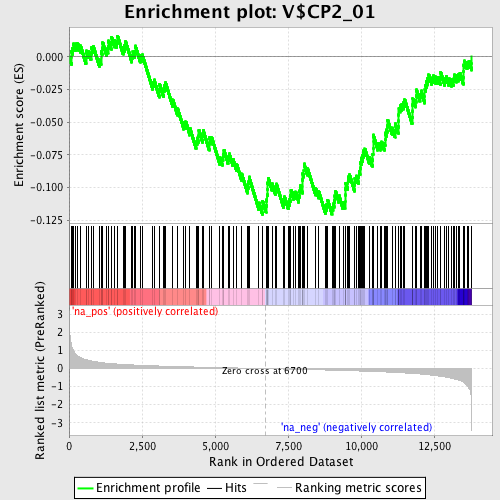 Enrichment plot: V$CP2_01
Enrichment score (ES)
0.000
-0.025
-0.050
-0.075
-0.100
-0.125
'na_pos' (positively correlated)
Ranked list metric (PreRanked)
3
2
1
0
-1
-2
-3
Zero cross at 6700
'na_neg' (negatively correlated)
0
2,500
5,000
7,500
10,000
12,500
Rank in Ordered Dataset
Enrichment profile
Hits
Ranking metric scores